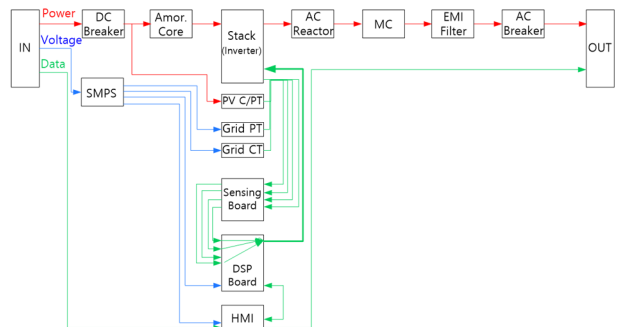 Power
Voltage
Data
IN
DC
Breaker
Amor.
Core
Stack
(Inverter)
AC
Reactor
MC
EMI
Filter
AC
Breaker
OUT
SMPS
PV C/PT
Grid PT
Grid CT
Sensing
Board
DSP
Board
HMI